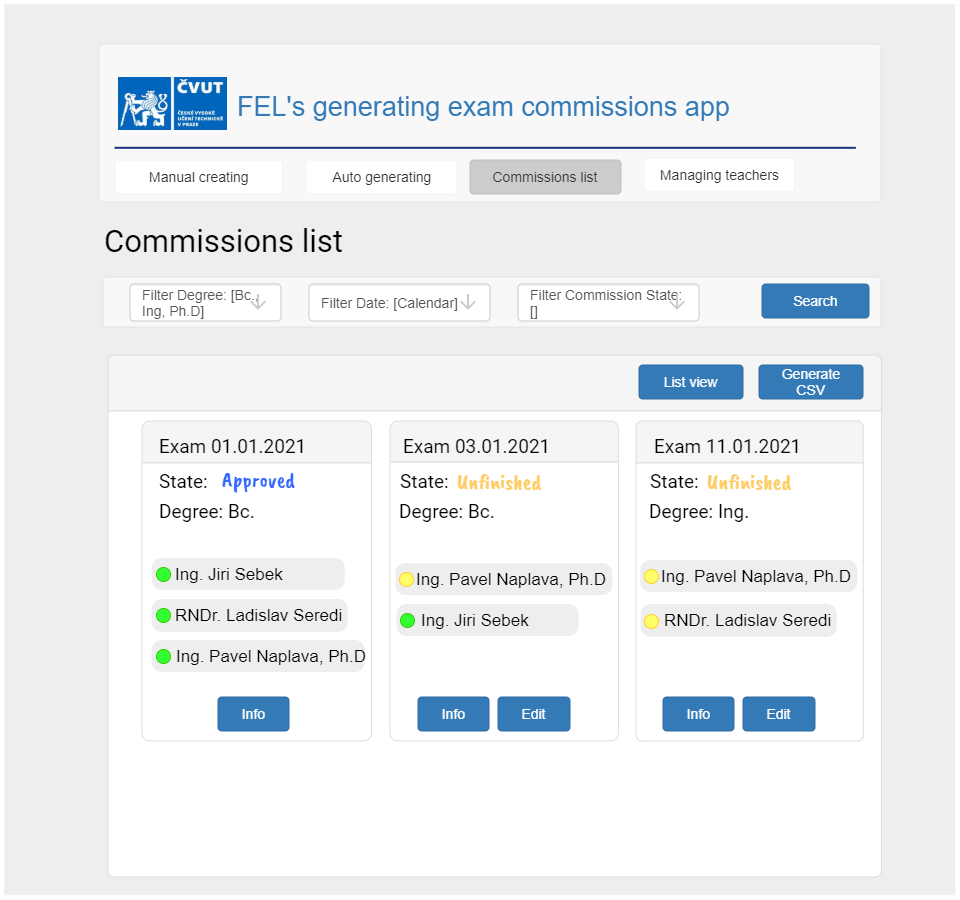 ČVUT
ČESKÉ VYSOKÉ
UČENÍ TECHNICKÉ
V PRAZE
FEL's generating exam commissions app
Manual creating
Auto generating
Commissions list
Managing teachers
Commissions list
Filter Degree: [Bc.,
Ing, Ph.D]
Filter Date: [Calendar]
Filter Commission State:
[]
Search
List view
Generate
CSV
Exam 01.01.2021
State: Approved
Degree: Bc.
Ing. Jiri Sebek
RNDr. Ladislav Seredi
Ing. Pavel Naplava, Ph.D
Info
Exam 03.01.2021
State: Unfinished
Degree: Bc.
Ing. Pavel Naplava, Ph.D
Ing. Jiri Sebek
Info
Edit
Exam 11.01.2021
State: Unfinished
Degree: Ing.
Ing. Pavel Naplava, Ph.D
RNDr. Ladislav Seredi
Info
Edit